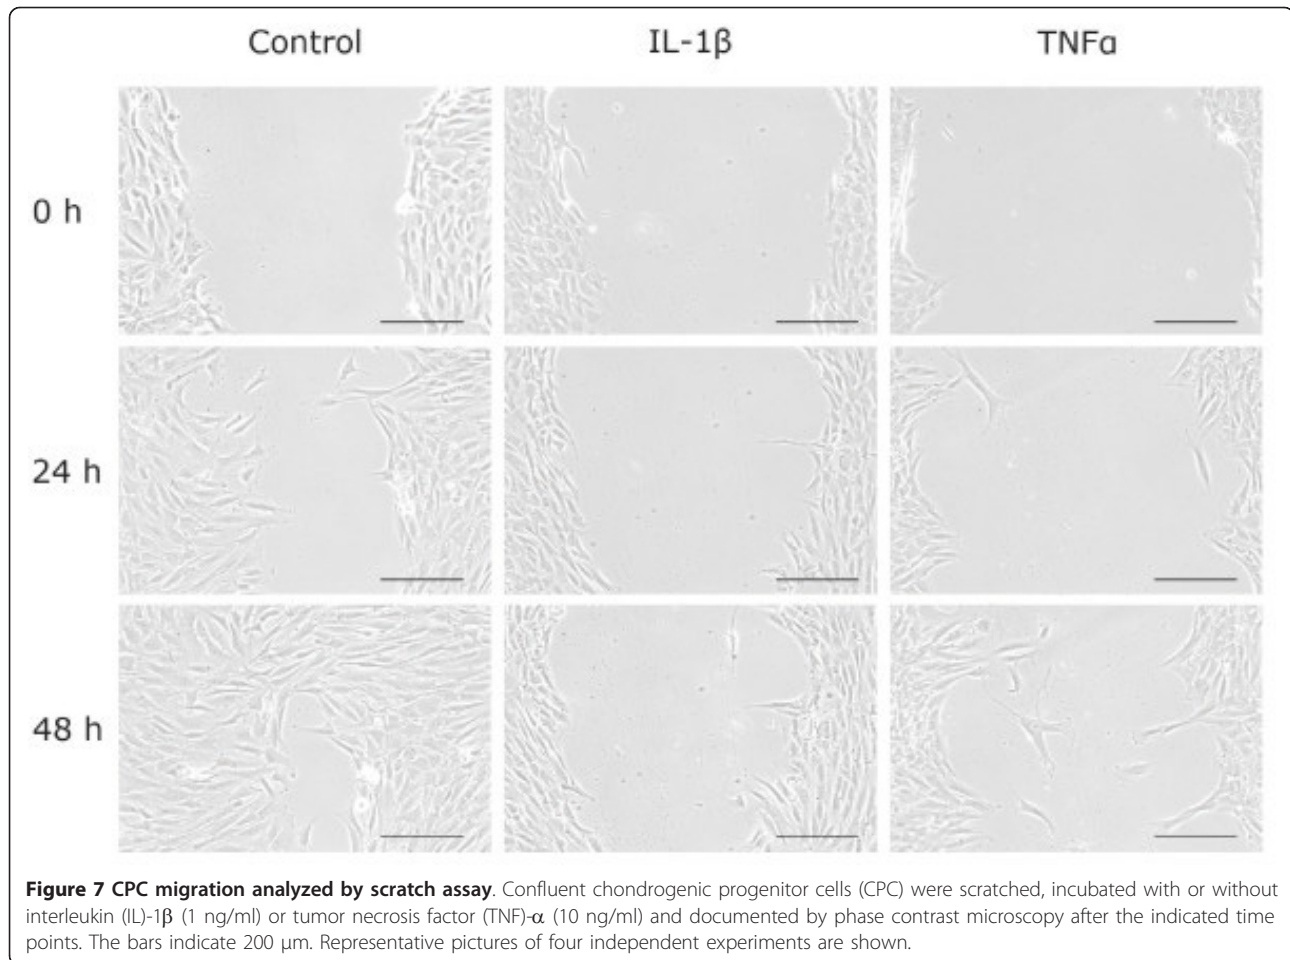 Control IL-1β TNFα
0 h
24 h
48 h
Figure 7 CPC migration analyzed by scratch assay. Confluent chondrogenic progenitor cells (CPC) were scratched, incubated with or without
interleukin (IL)-1β (1 ng/ml) or tumor necrosis factor (TNF)-α (10 ng/ml) and documented by phase contrast microscopy after the indicated time
points. The bars indicate 200 μm. Representative pictures of four independent experiments are shown.